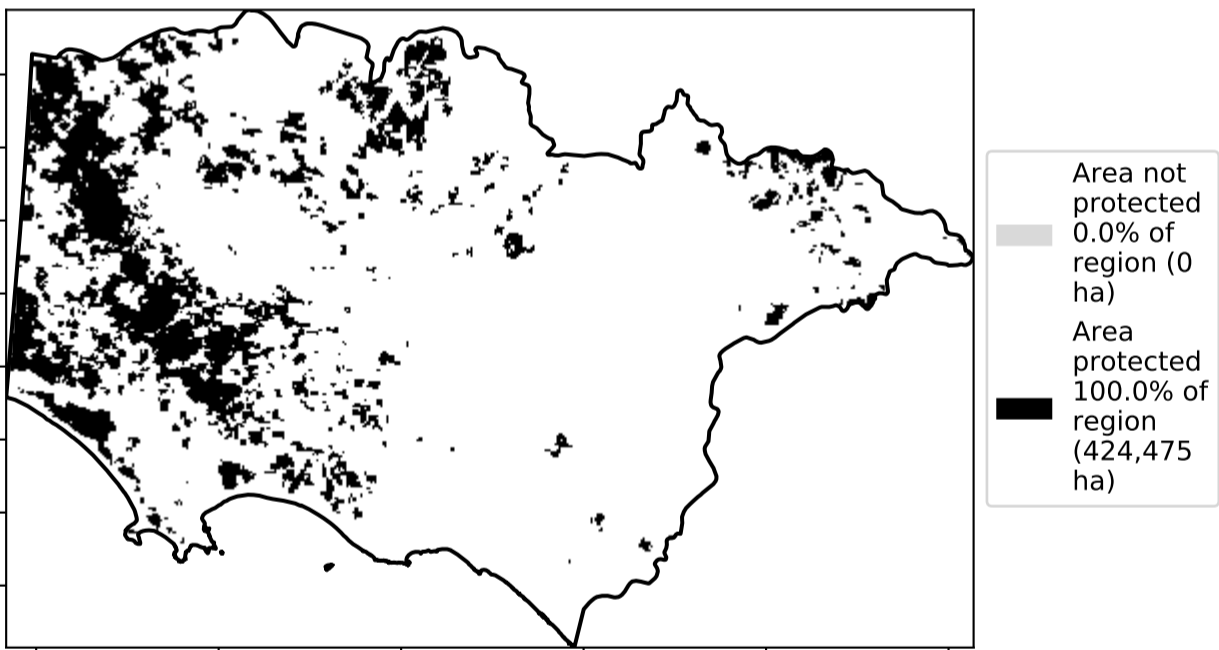 Area not
protected
0.0% of
region (0
ha)
Area
protected
100.0% of
region
(424,475
ha)